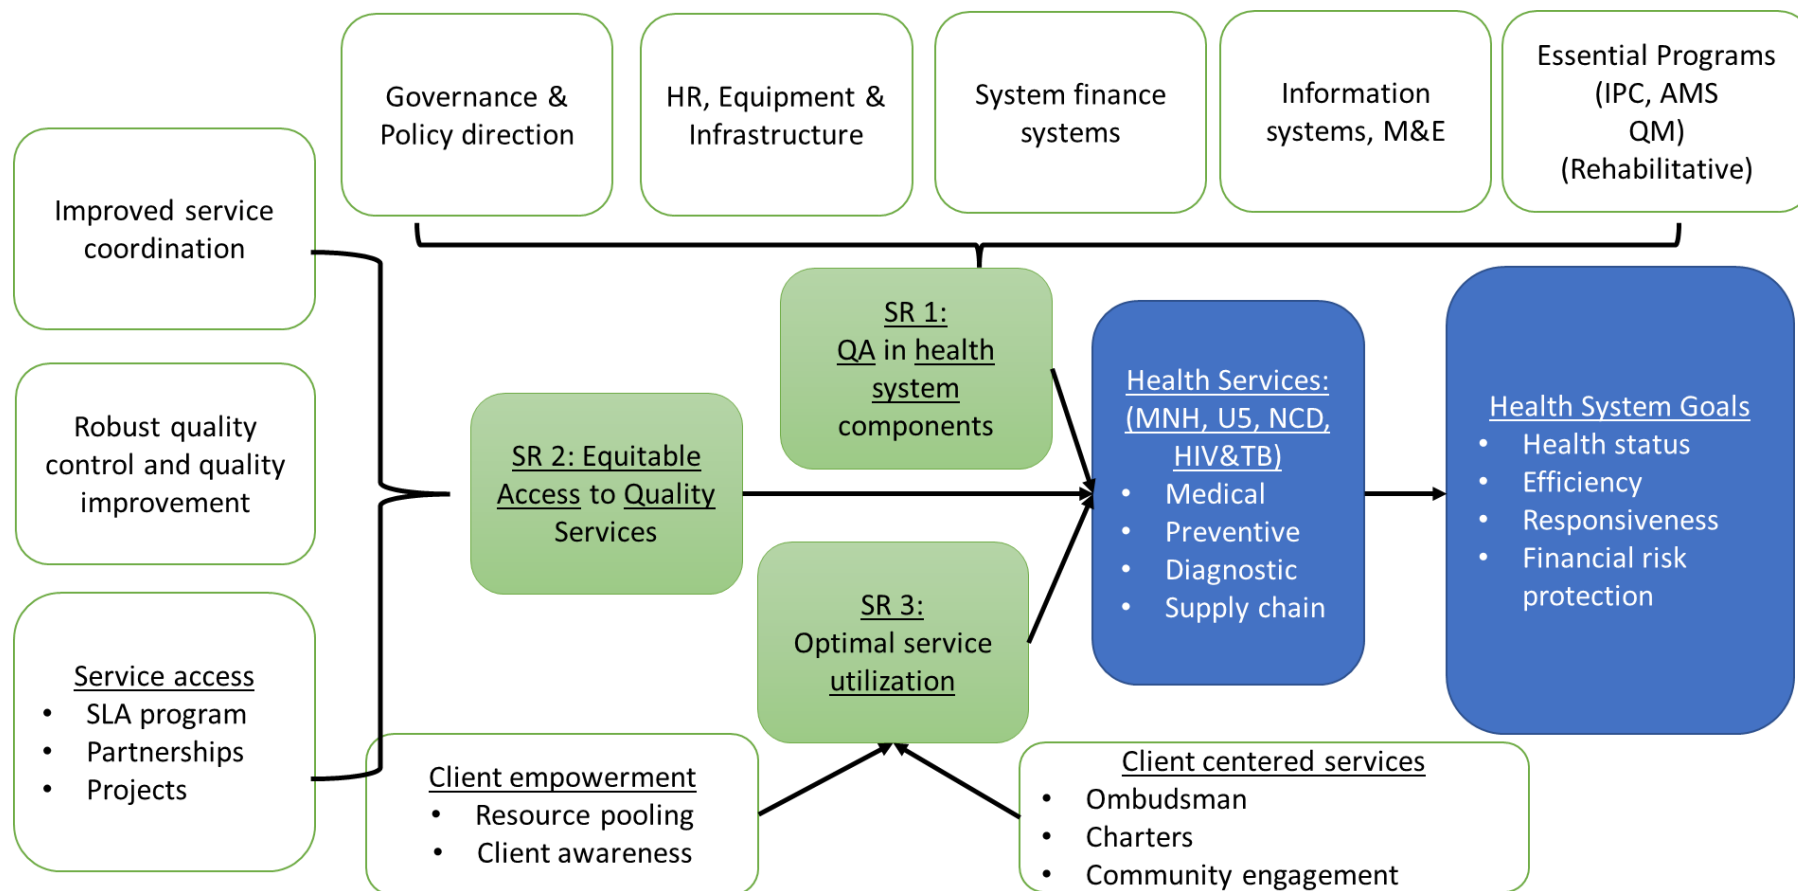 Governance &
Policy direction
HR, Equipment &
Infrastructure
System finance
systems
Information
systems, M&E
Essential Programs
(IPC, AMS
QM)
(Rehabilitative)
Improved service
coordination
Robust quality
control and quality
improvement
Service access
• SLA program
• Partnerships
• Projects
SR 1:
QA in health
system
components
SR 2: Equitable
Access to Quality
Services
SR 3:
Optimal service
utilization
Client empowerment
• Resource pooling
• Client awareness
Client centered services
• Ombudsman
• Charters
• Community engagement
Health Services:
(MNH, U5, NCD,
HIV&TB)
• Medical
• Preventive
• Diagnostic
• Supply chain
Health System Goals
• Health status
• Efficiency
• Responsiveness
• Financial risk
protection